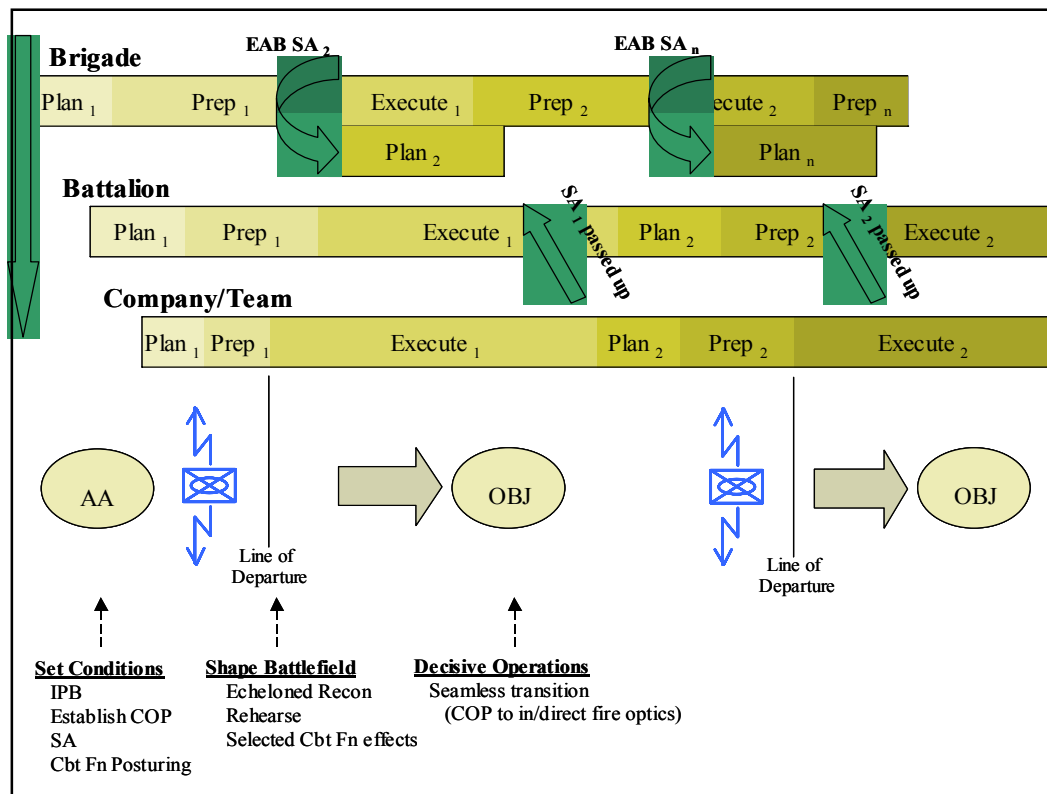 EAB SA 2
EAB SA n
Brigade
Plan 1 Prep 1 Execute 1 Prep 2 ecute 2 Prep n
Plan 2 Plan n
Battalion
SA 1 passed up
SA 2 passed up
Plan 1 Prep 1 Execute 1 Plan 2 Prep 2 Execute 2
Company/Team
Plan 1 Prep 1 Execute 1 Plan 2 Prep 2 Execute 2
AA
OBJ
OBJ
Line of
Departure
Line of
Departure
Set Conditions
IPB
Establish COP
SA
Cbt Fn Posturing
Shape Battlefield
Echeloned Recon
Rehearse
Selected Cbt Fn effects
Decisive Operations
Seamless transition
(COP to in/direct fire optics)